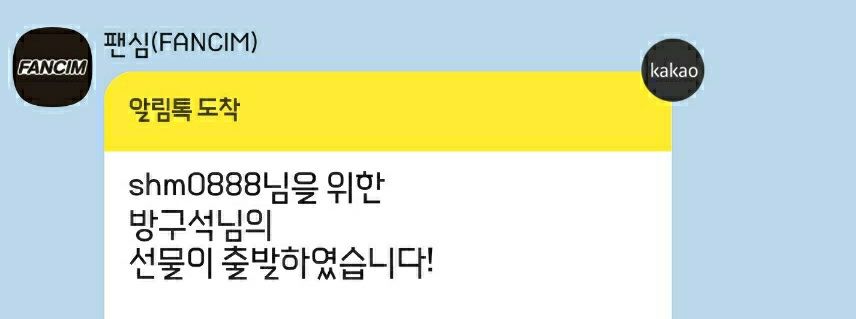 팬심(FANCIM)
FANCIM
kakao
알림톡 도착
shm0888님을 위한
방구석님의
선물이 출발하였습니다!